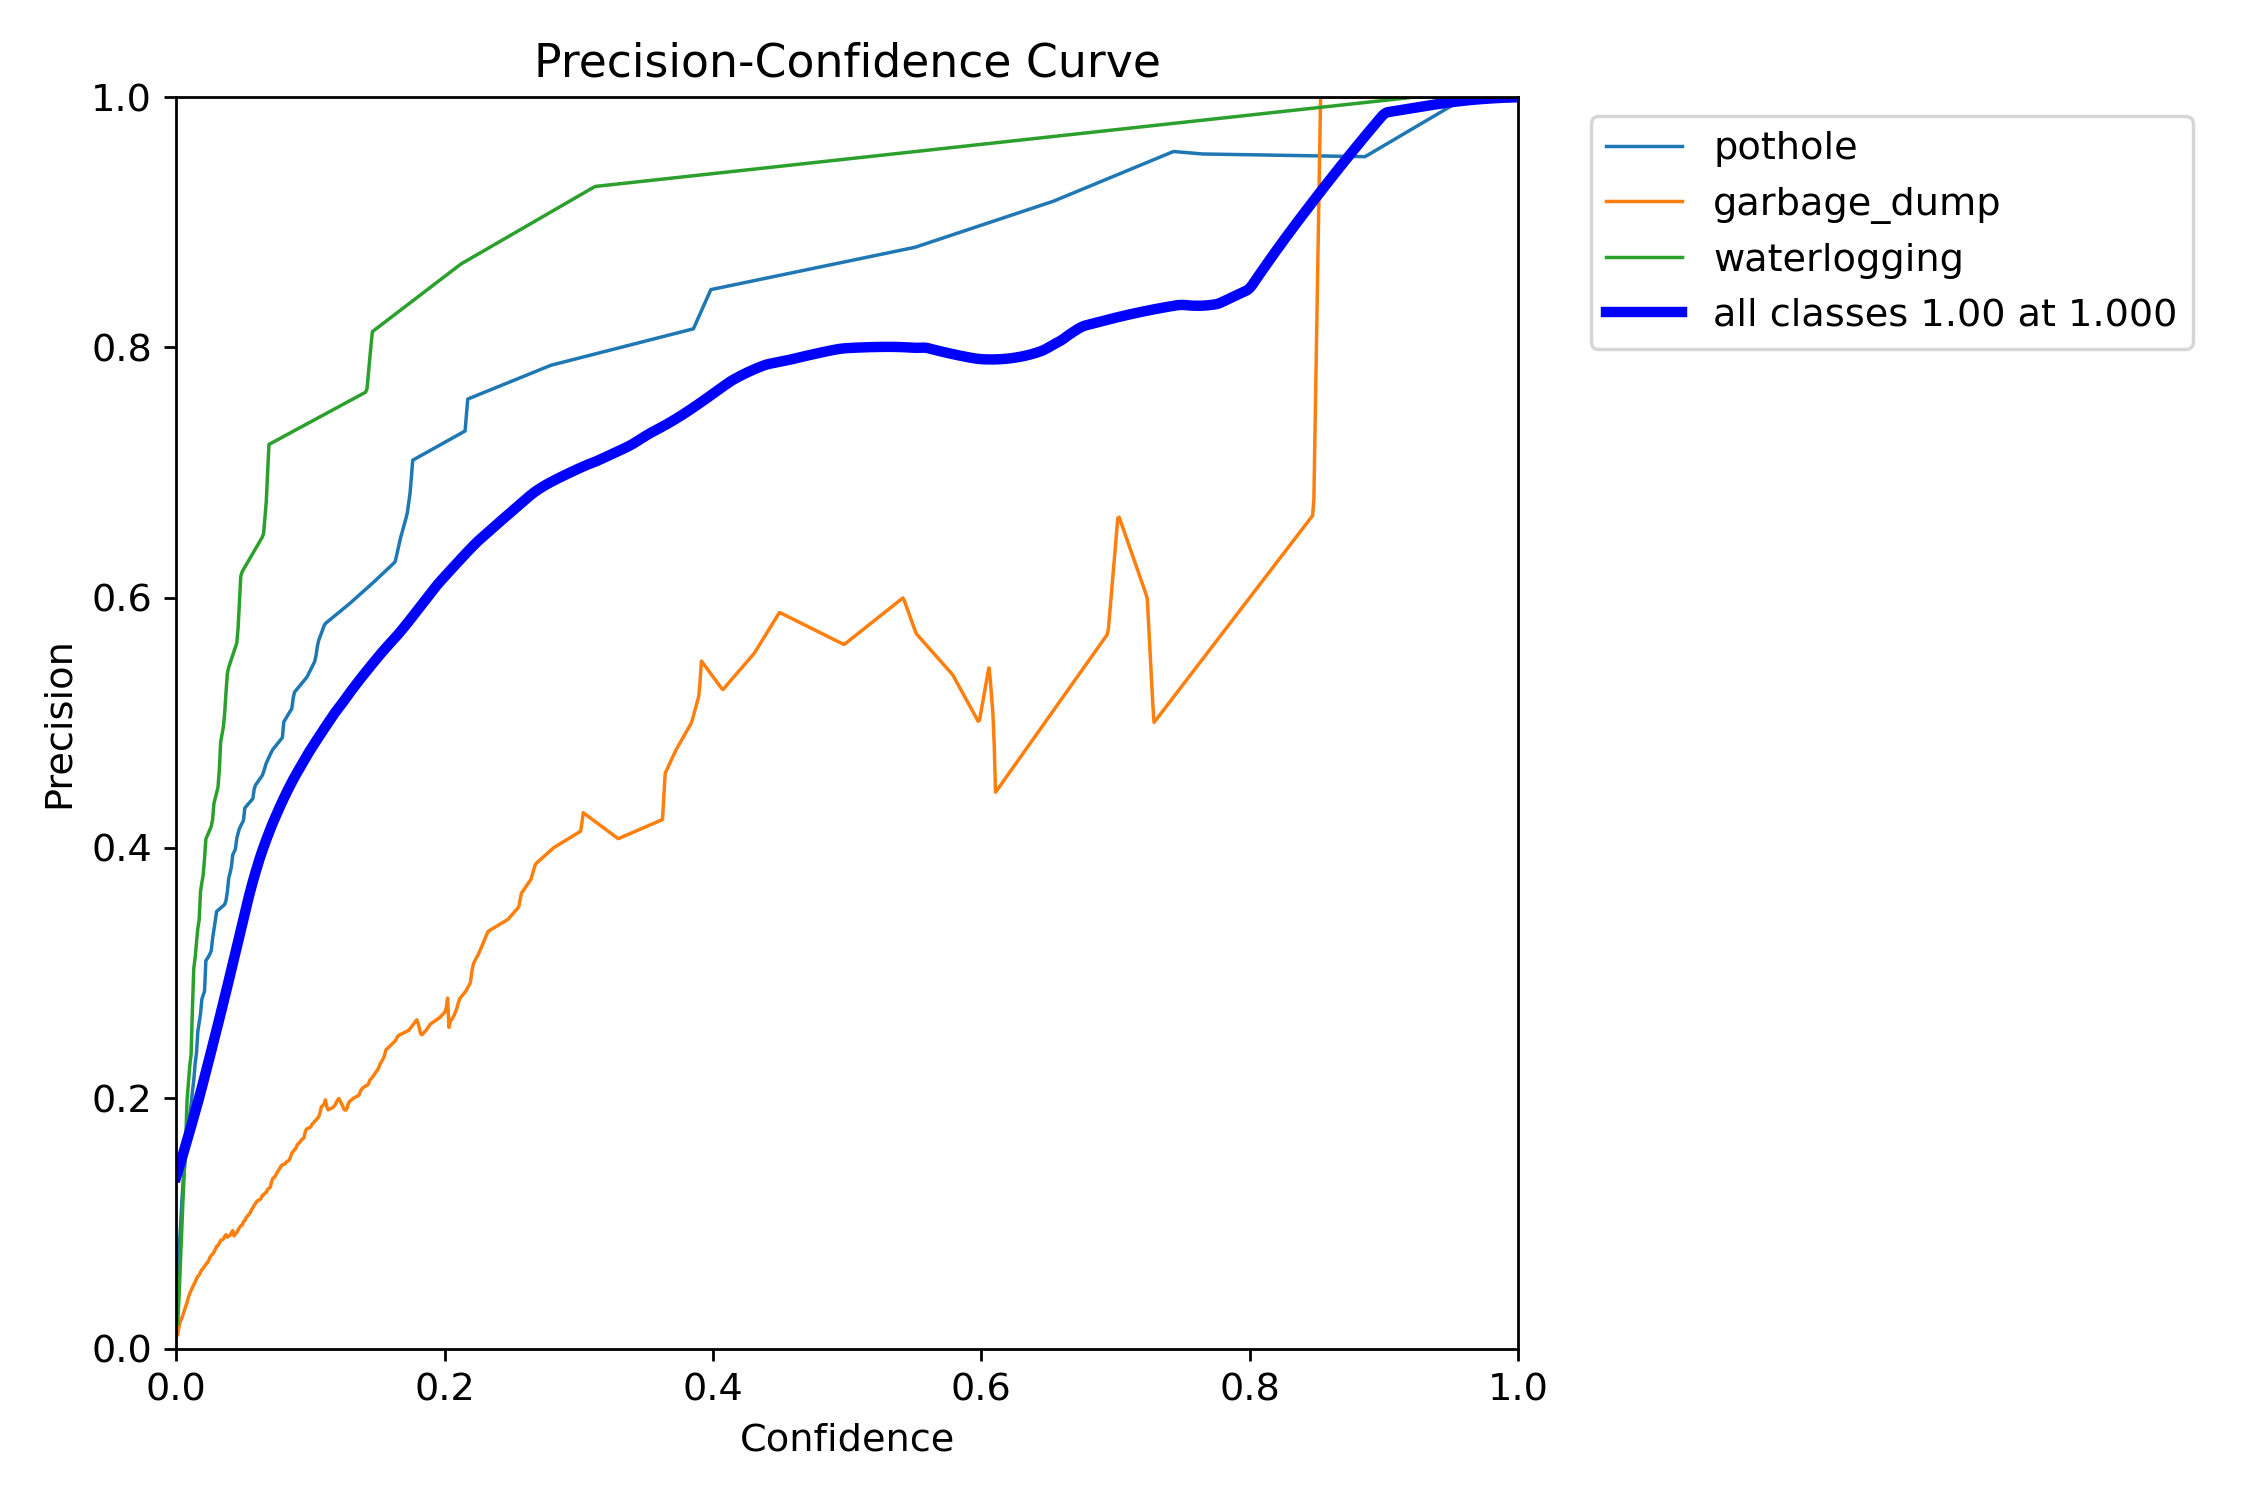 Precision-Confidence Curve
1.0
0.8
0.6
0.4
0.2
0.0
Precision
0.0 0.2 0.4 0.6 0.8 1.0
Confidence
pothole
garbage_dump
waterlogging
all classes 1.00 at 1.000